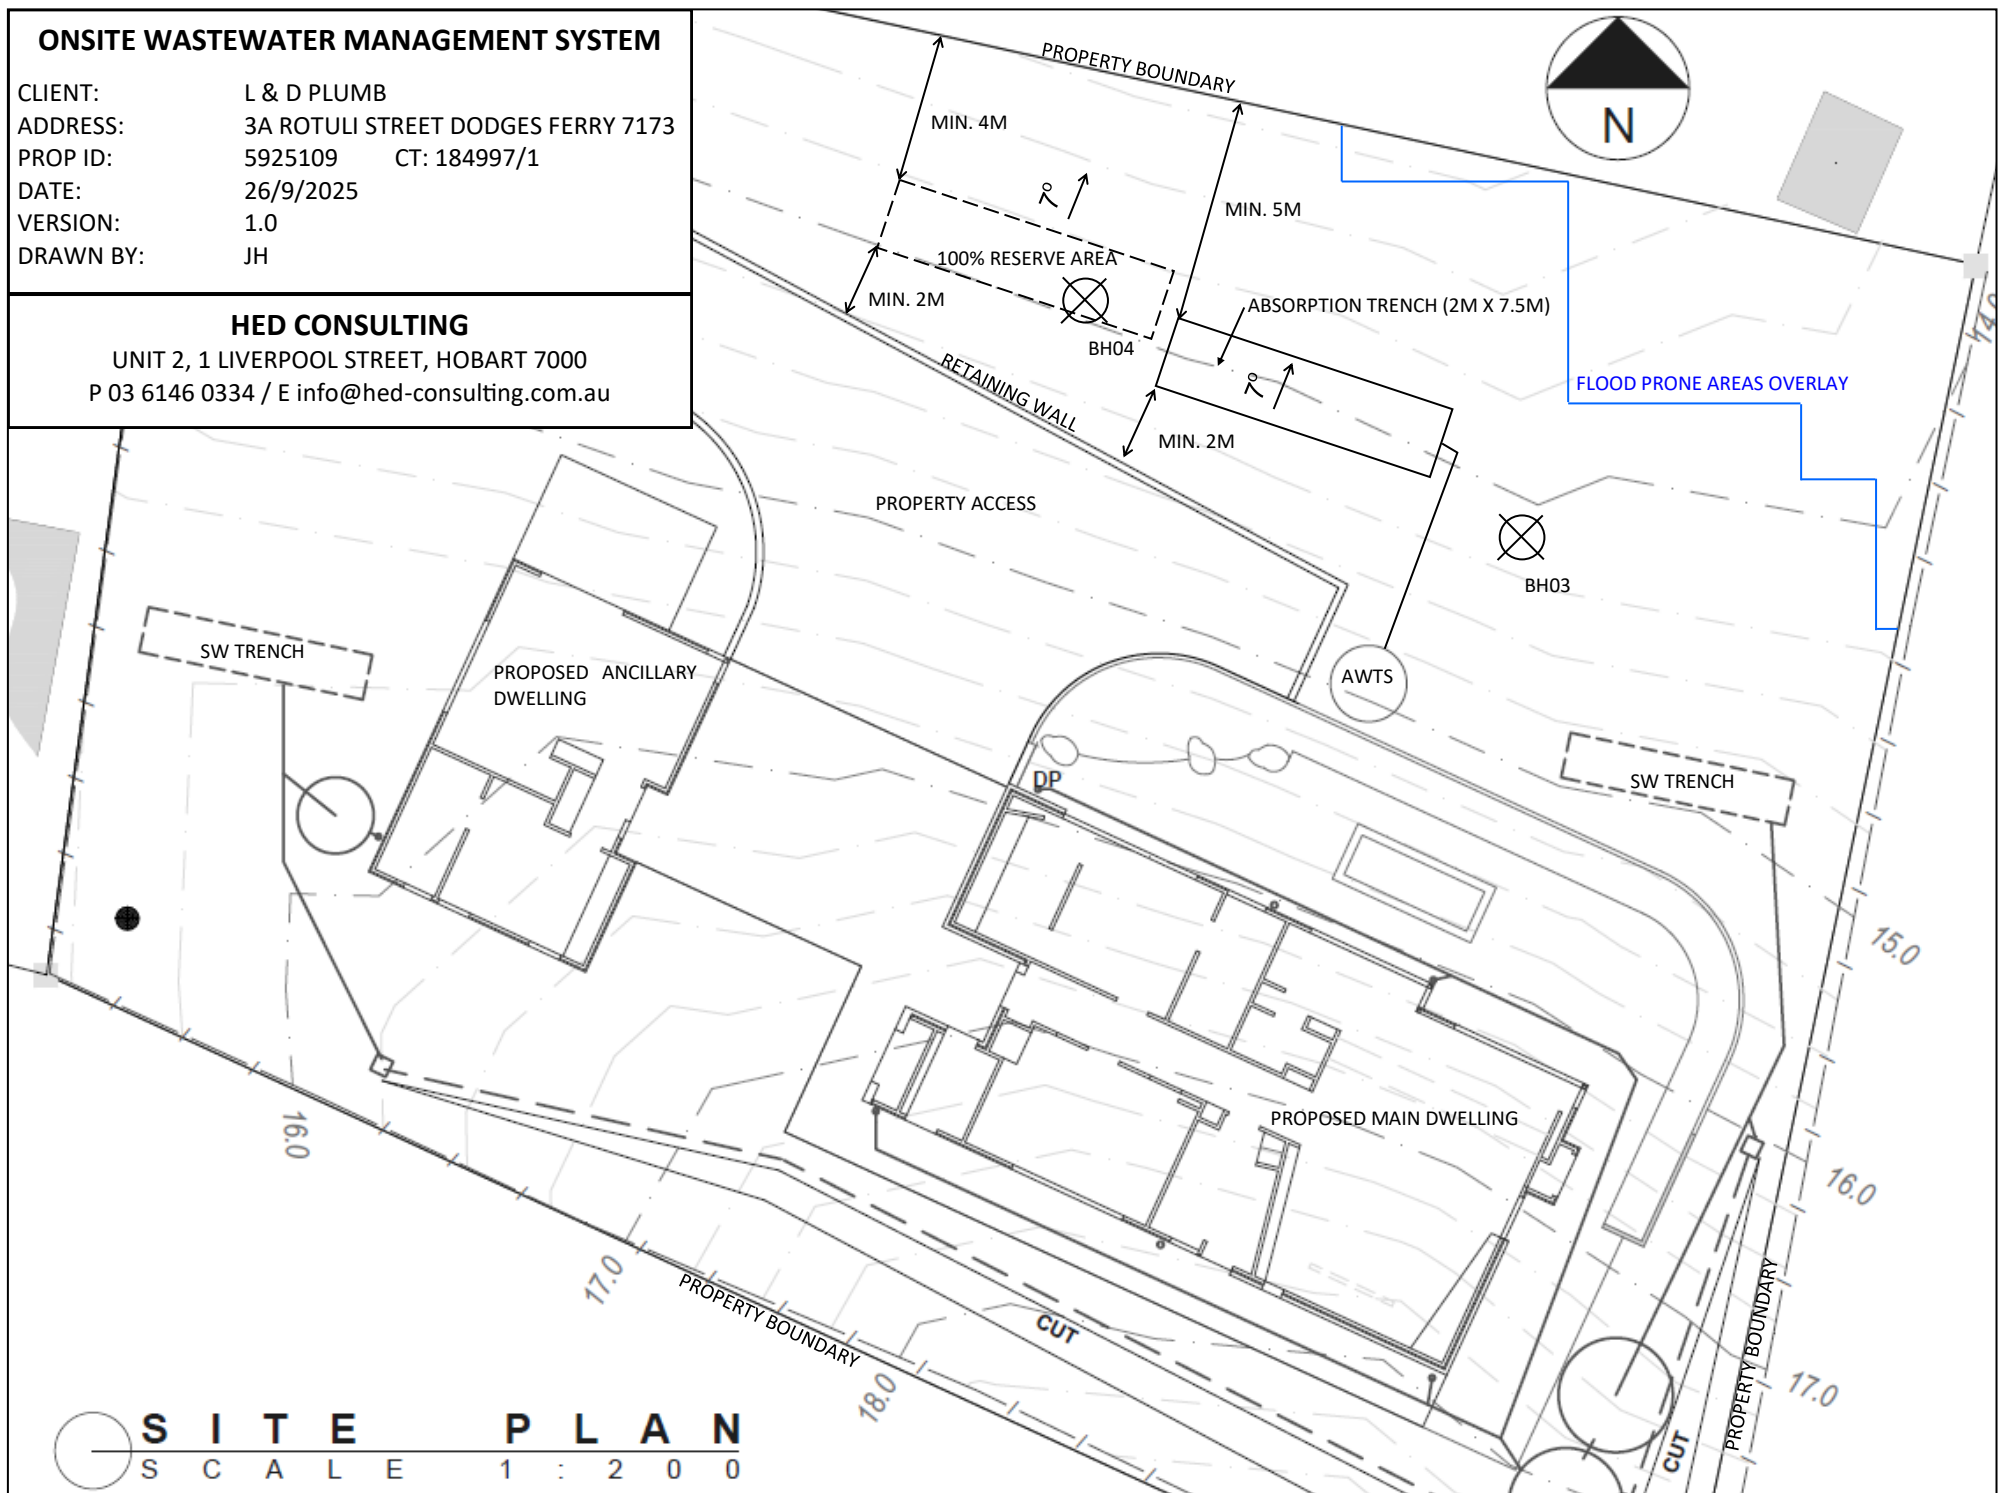 ONSITE WASTEWATER MANAGEMENT SYSTEM
CLIENT: L & D PLUMB
ADDRESS: 3A ROTULI STREET DODGES FERRY 7173
PROP ID: 5925109 CT: 184997/1
DATE: 26/9/2025
VERSION: 1.0
DRAWN BY: JH
HED CONSULTING
UNIT 2, 1 LIVERPOOL STREET, HOBART 7000
P 03 6146 0334 / E info@hed-consulting.com.au
PROPERTY BOUNDARY
N
MIN. 4M
7°
MIN. 5M
100% RESERVE AREA
MIN. 2M
BH04
ABSORPTION TRENCH (2M X 7.5M)
14.0
RETAINING WALL
7°
FLOOD PRONE AREAS OVERLAY
MIN. 2M
PROPERTY ACCESS
BH03
SW TRENCH
PROPOSED ANCILLARY
DWELLING
AWTS
DP
SW TRENCH
15.0
16.0
PROPOSED MAIN DWELLING
16.0
17.0
PROPERTY BOUNDARY
CUT
18.0
PROPERTY BOUNDARY
17.0
CUT
SITE PLAN
SCALE 1:200